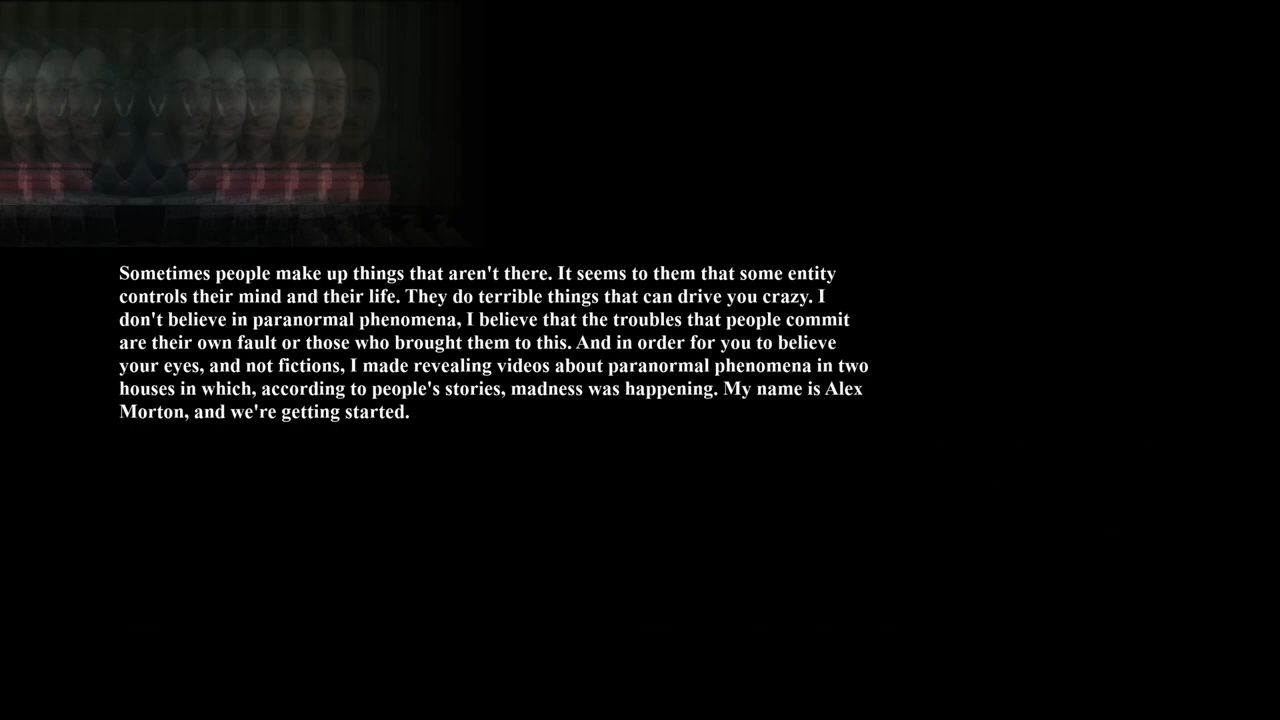 Sometimes people make up things that aren't there. It seems to them that some entity
controls their mind and their life. They do terrible things that can drive you crazy. I
don't believe in paranormal phenomena, I believe that the troubles that people commit
are their own fault or those who brought them to this. And in order for you to believe
your eyes, and not fictions, I made revealing videos about paranormal phenomena in two
houses in which, according to people's stories, madness was happening. My name is Alex
Morton, and we're getting started.